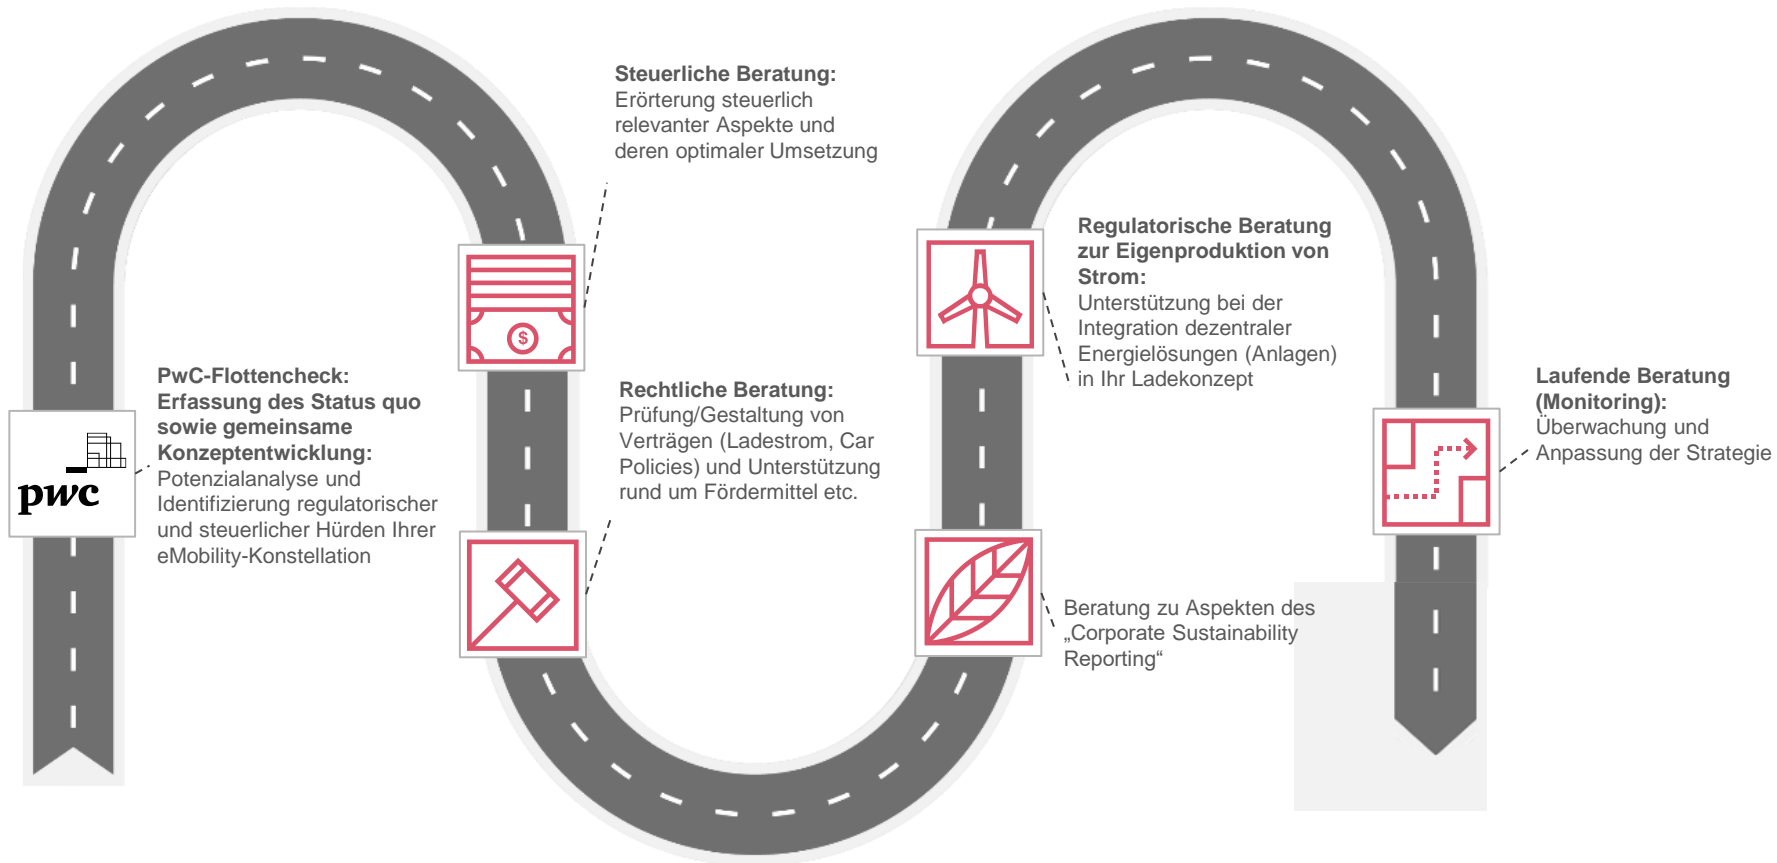 PwC-Flottencheck:
Erfassung des Status quo
sowie gemeinsame
Konzeptentwicklung:
Potenzialanalyse und
Identifizierung regulatorischer
und steuerlicher Hürden Ihrer
eMobility-Konstellation
pwc
Steuerliche Beratung:
Erörterung steuerlich
relevanter Aspekte und
deren optimaler Umsetzung
$
Rechtliche Beratung:
Prüfung/Gestaltung von
Verträgen (Ladestrom, Car
Policies) und Unterstützung
rund um Fördermittel etc.
Beratung zu Aspekten des
„Corporate Sustainability
Reporting“
Regulatorische Beratung
zur Eigenproduktion von
Strom:
Unterstützung bei der
Integration dezentraler
Energielösungen (Anlagen)
in Ihr Ladekonzept
Laufende Beratung
(Monitoring):
Überwachung und
Anpassung der Strategie